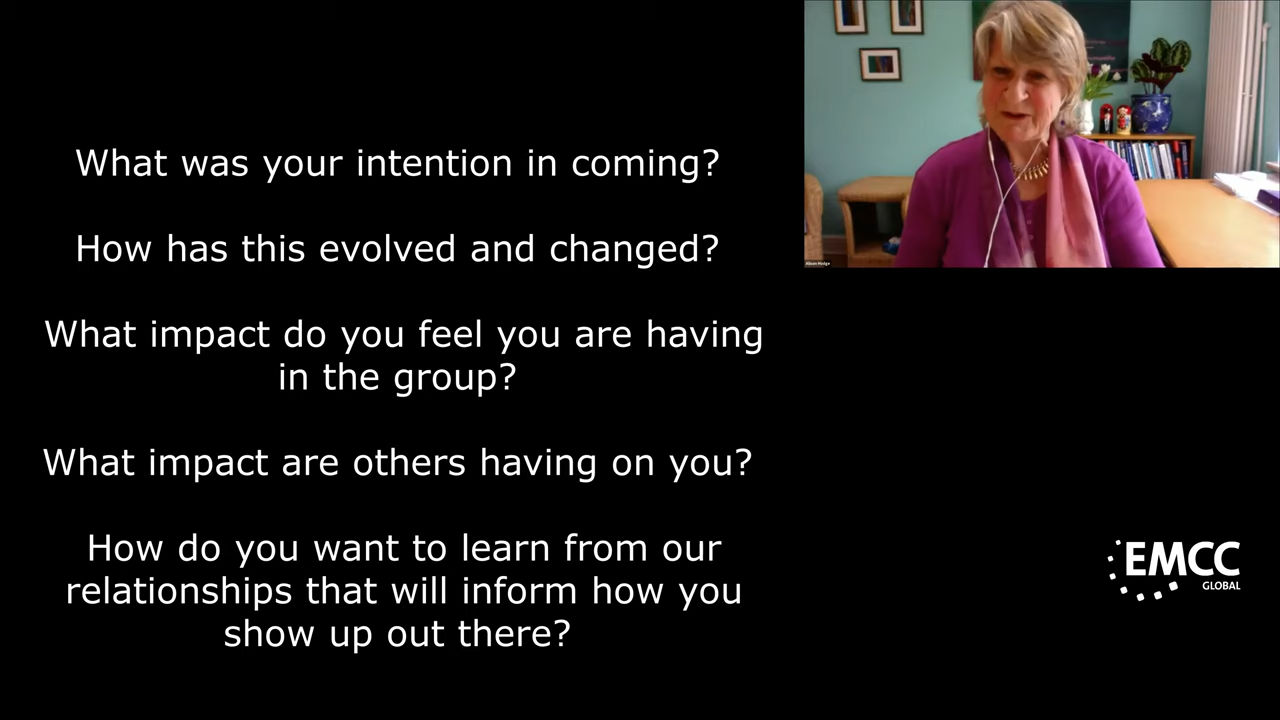 What was your intention in coming?
How has this evolved and changed?
What impact do you feel you are having
in the group?
What impact are others having on you?
How do you want to learn from our
relationships that will inform how you
show up out there?
Alison Hodge
EMCC
GLOBAL